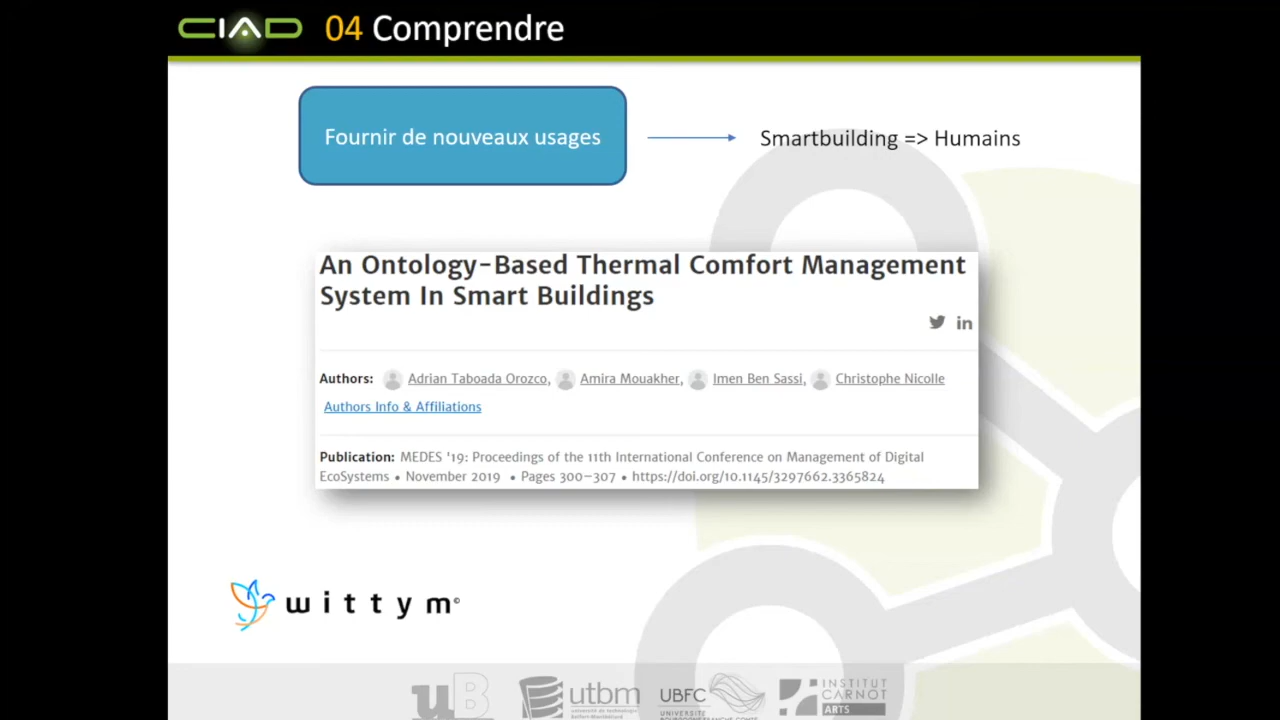 CIAD 04 Comprendre
Fournir de nouveaux usages
Smartbuilding => Humains
An Ontology-Based Thermal Comfort Management
System In Smart Buildings
in
Authors: Adrian Taboada Orozco, Amira Mouakher, Imen Ben Sassi, Christophe Nicolle
Authors Info & Affiliations
Publication: MEDES '19: Proceedings of the 11th International Conference on Management of Digital
EcoSystems • November 2019 • Pages 300–307 • https://doi.org/10.1145/3297662.3365824
wittym©
uB
utbm
UBFC
INSTITUT
CARNOT
ARTS